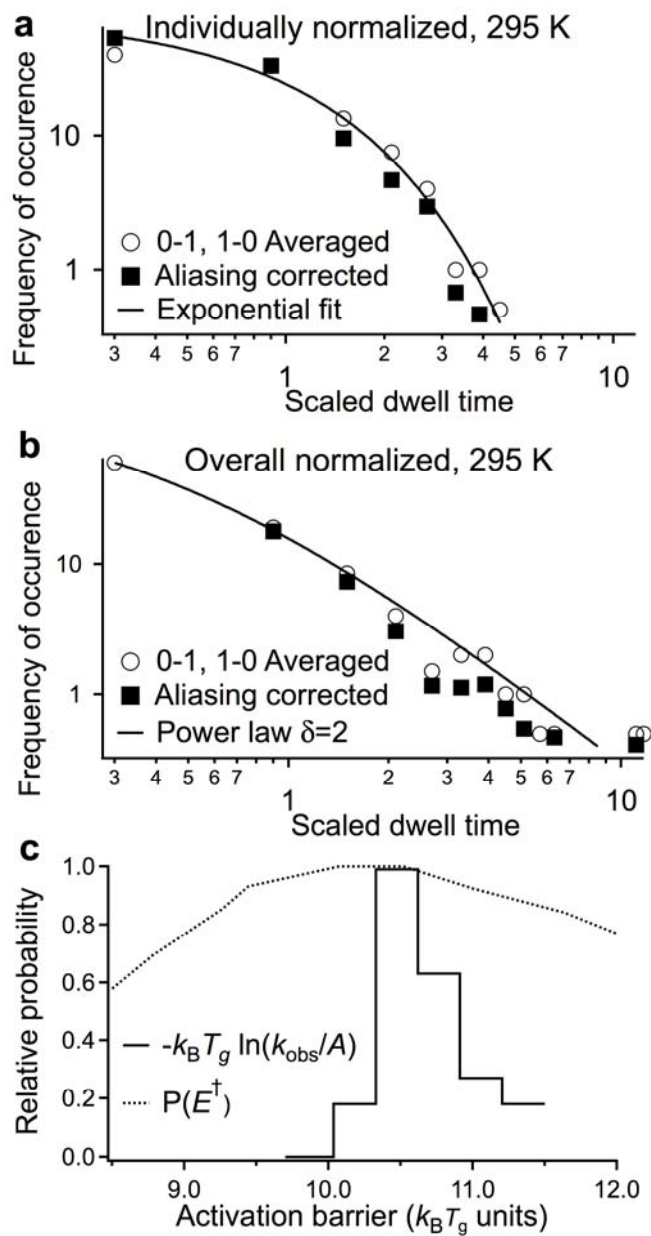 a
Individually normalized, 295 K
Frequency of occurence
10
1
0-1, 1-0 Averaged
Aliasing corrected
Exponential fit
3 4 5 6 7 2 3 4 5 6 7
1 10
Scaled dwell time
b
Overall normalized, 295 K
Frequency of occurence
10
1
0-1, 1-0 Averaged
Aliasing corrected
Power law δ=2
3 4 5 6 7 2 3 4 5 6 7
1 10
Scaled dwell time
c
Relative probability
1.0
0.8
0.6
0.4
0.2
0.0
-kBTg ln(kobs/A)
P(E†)
9.0 10.0 11.0 12.0
Activation barrier (kBTg units)